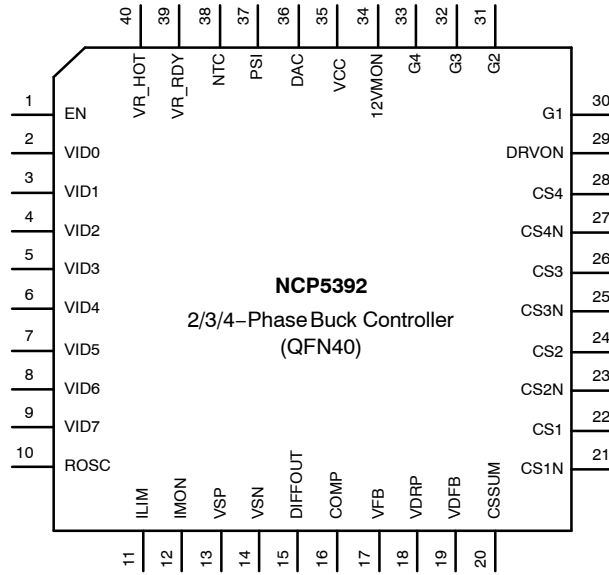 40
39
38
37
36
35
34
33
32
31
VR_HOT
VR_RDY
NTC
PSI
DAC
VCC
12VMON
G4
G3
G2
1
EN
2
VID0
3
VID1
4
VID2
5
VID3
6
VID4
7
VID5
8
VID6
9
VID7
10
ROSC
NCP5392
2/3/4–Phase Buck Controller
(QFN40)
G1
30
DRVON
29
CS4
28
CS4N
27
CS3
26
CS3N
25
CS2
24
CS2N
23
CS1
22
CS1N
21
ILIM
IMON
VSP
VSN
DIFFOUT
COMP
VFB
VDRP
VDFB
CSSUM
11
12
13
14
15
16
17
18
19
20